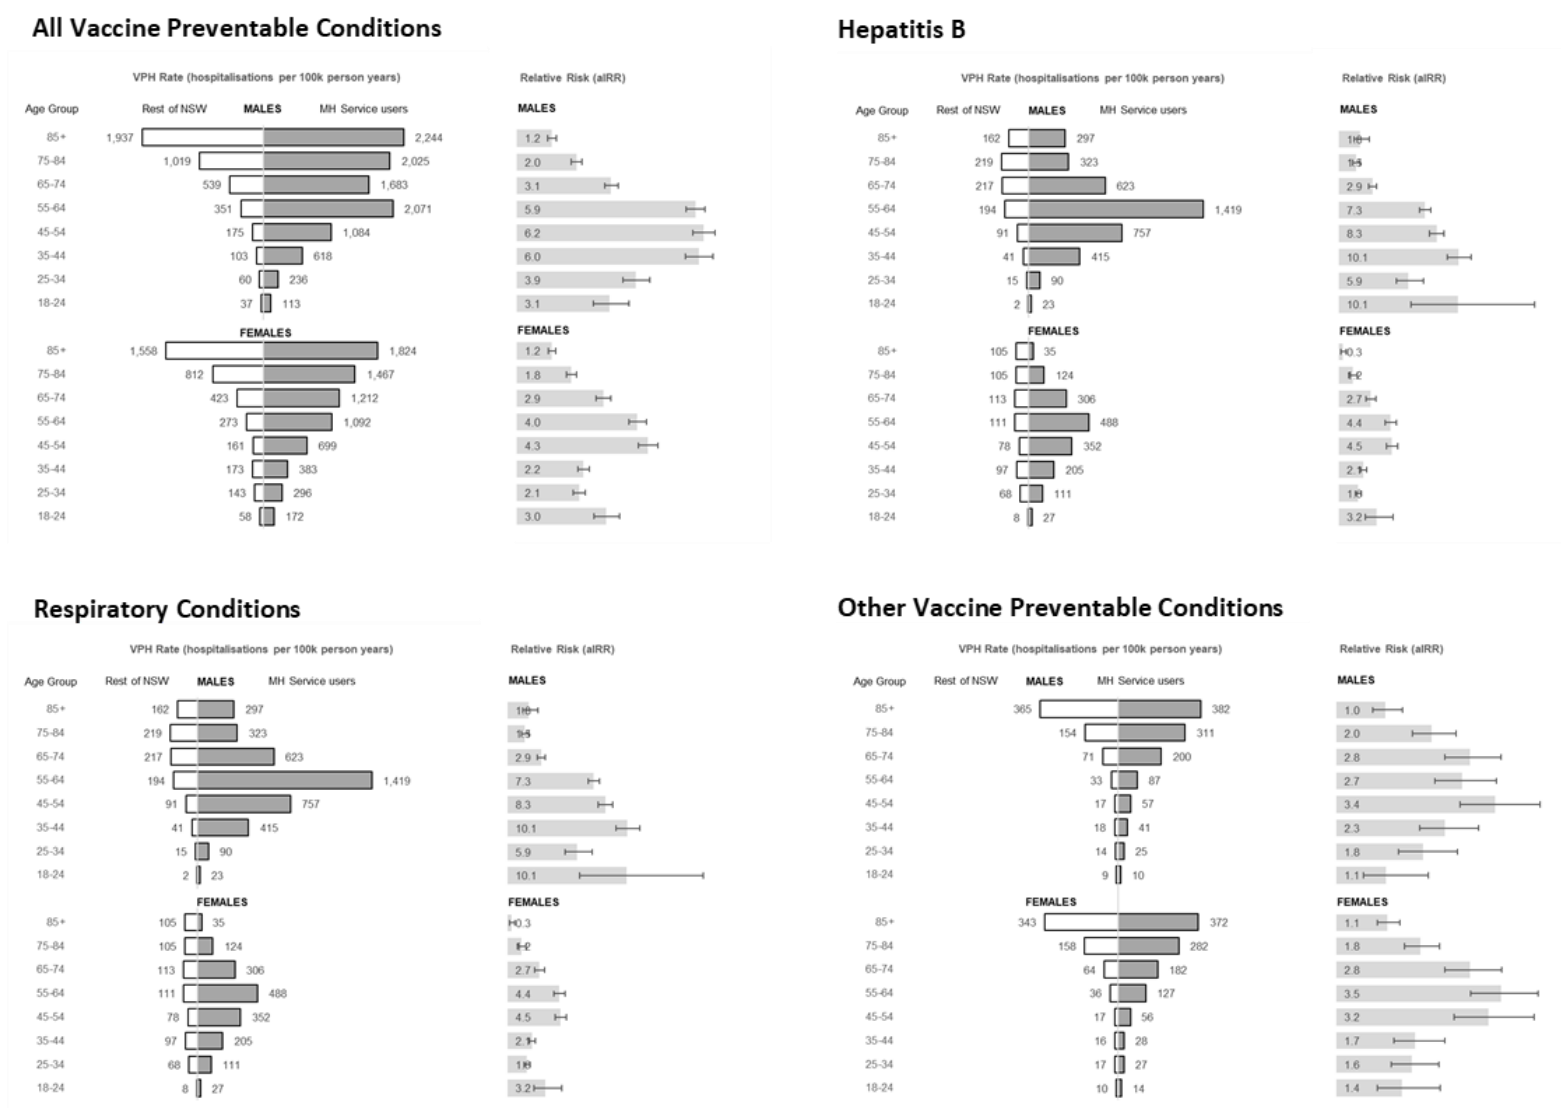 All Vaccine Preventable Conditions
VPH Rate (hospitalisations per 100k person years) Relative Risk (aIRR)
Age Group Rest of NSW MALES MH Service users MALES
85+ 1,937 2,244 1.2
75-84 1,019 2,025 2.0
65-74 539 1,683 3.1
55-64 351 2,071 5.9
45-54 175 1,084 6.2
35-44 103 618 6.0
25-34 60 236 3.9
18-24 37 113 3.1
FEMALES FEMALES
85+ 1,558 1,824 1.2
75-84 812 1,467 1.8
65-74 423 1,212 2.9
55-64 273 1,092 4.0
45-54 161 699 4.3
35-44 173 383 2.2
25-34 143 296 2.1
18-24 58 172 3.0
Hepatitis B
VPH Rate (hospitalisations per 100k person years) Relative Risk (aIRR)
Age Group Rest of NSW MALES MH Service users MALES
85+ 162 297
75-84 219 323
65-74 217 623 2.9
55-64 194 1,419 7.3
45-54 91 757 8.3
35-44 41 415 10.1
25-34 15 90 5.9
18-24 2 23 10.1
FEMALES FEMALES
85+ 105 35 0.3
75-84 105 124
65-74 113 306 2.7
55-64 111 488 4.4
45-54 78 352 4.5
35-44 97 205 2.1
25-34 68 111
18-24 8 27 3.2
Respiratory Conditions
VPH Rate (hospitalisations per 100k person years) Relative Risk (aIRR)
Age Group Rest of NSW MALES MH Service users MALES
85+ 162 297
75-84 219 323
65-74 217 623 2.9
55-64 194 1,419 7.3
45-54 91 757 8.3
35-44 41 415 10.1
25-34 15 90 5.9
18-24 2 23 10.1
FEMALES FEMALES
85+ 105 35 0.3
75-84 105 124
65-74 113 306 2.7
55-64 111 488 4.4
45-54 78 352 4.5
35-44 97 205 2.1
25-34 68 111
18-24 8 27 3.2
Other Vaccine Preventable Conditions
VPH Rate (hospitalisations per 100k person years) Relative Risk (aIRR)
Age Group Rest of NSW MALES MH Service users MALES
85+ 365 382 1.0
75-84 154 311 2.0
65-74 71 200 2.8
55-64 33 87 2.7
45-54 17 57 3.4
35-44 18 41 2.3
25-34 14 25 1.8
18-24 9 10 1.1
FEMALES FEMALES
85+ 343 372 1.1
75-84 158 282 1.8
65-74 64 182 2.8
55-64 36 127 3.5
45-54 17 56 3.2
35-44 16 28 1.7
25-34 17 27 1.6
18-24 10 14 1.4